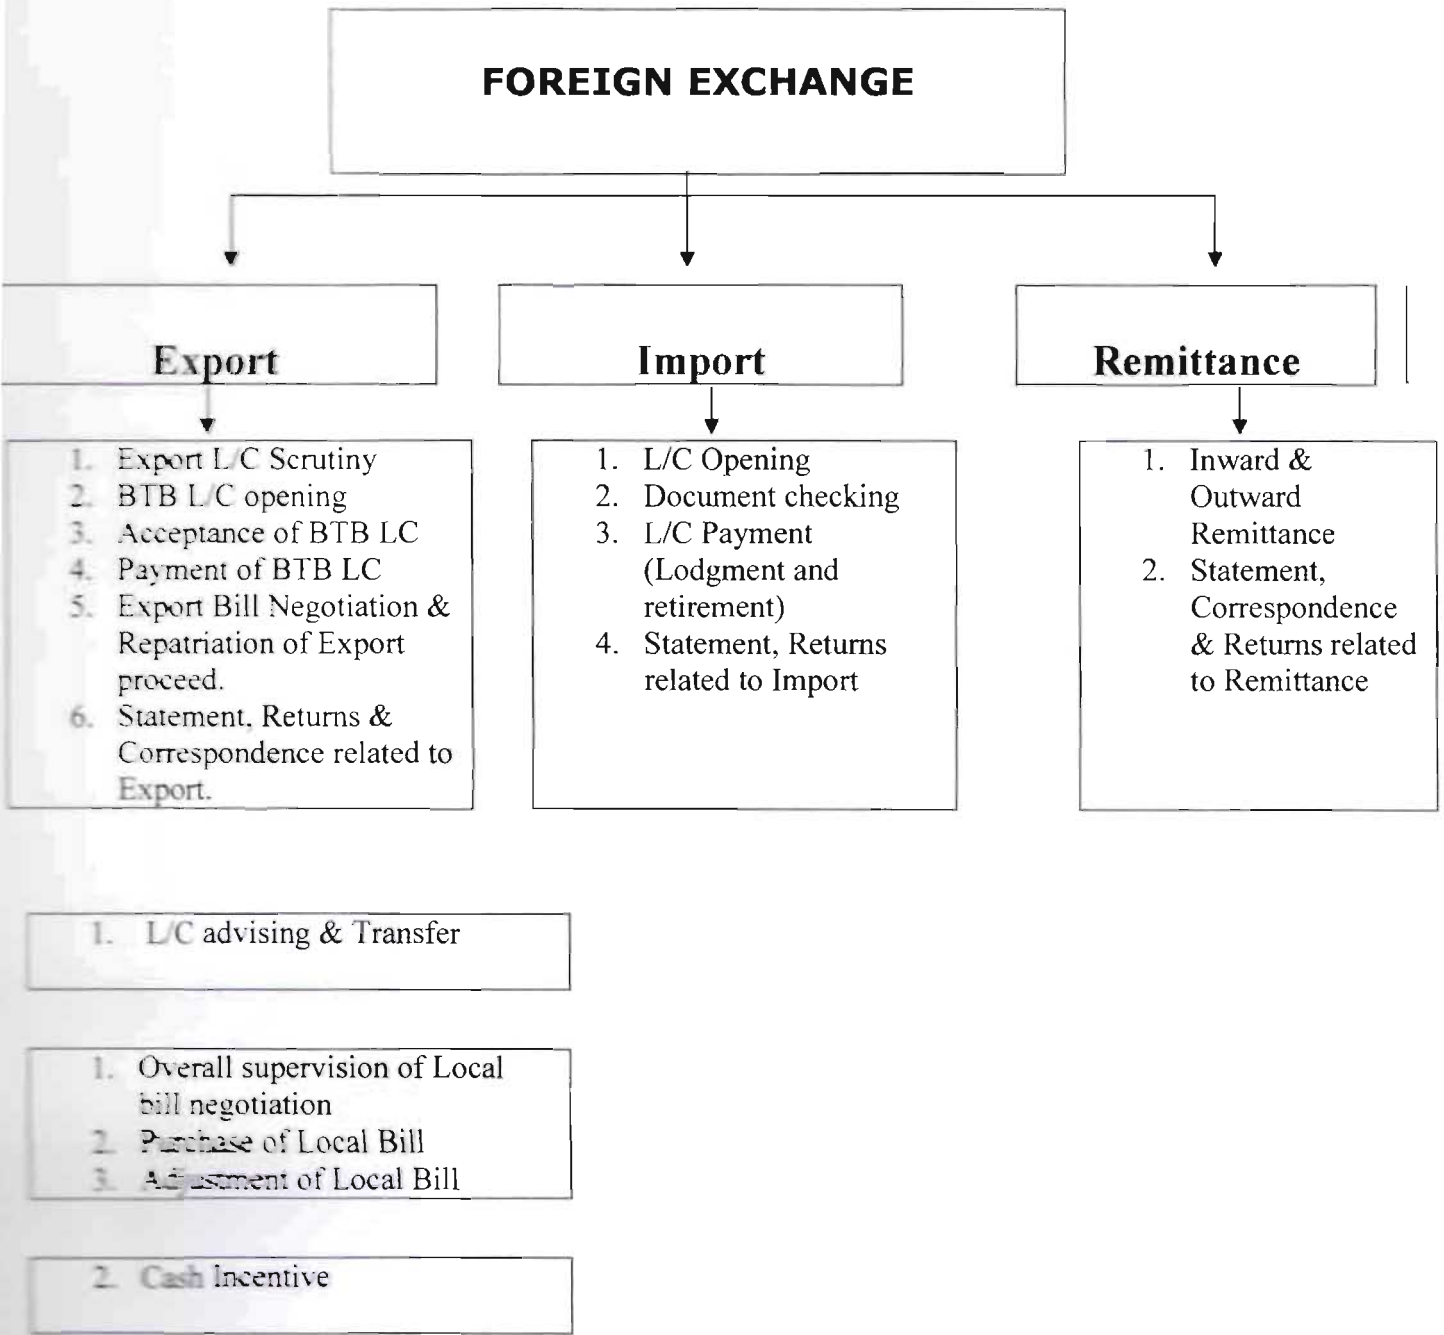 FOREIGN EXCHANGE
Export
Import
Remittance
1. Export L/C Scrutiny
2. BTB L/C opening
3. Acceptance of BTB LC
4. Payment of BTB LC
5. Export Bill Negotiation &
Repatriation of Export
proceed.
6. Statement, Returns &
Correspondence related to
Export.
1. L/C Opening
2. Document checking
3. L/C Payment
(Lodgment and
retirement)
4. Statement, Returns
related to Import
1. Inward &
Outward
Remittance
2. Statement,
Correspondence
& Returns related
to Remittance
1. L/C advising & Transfer
1. Overall supervision of Local
bill negotiation
2. Purchase of Local Bill
3. Adjustment of Local Bill
2. Cash Incentive